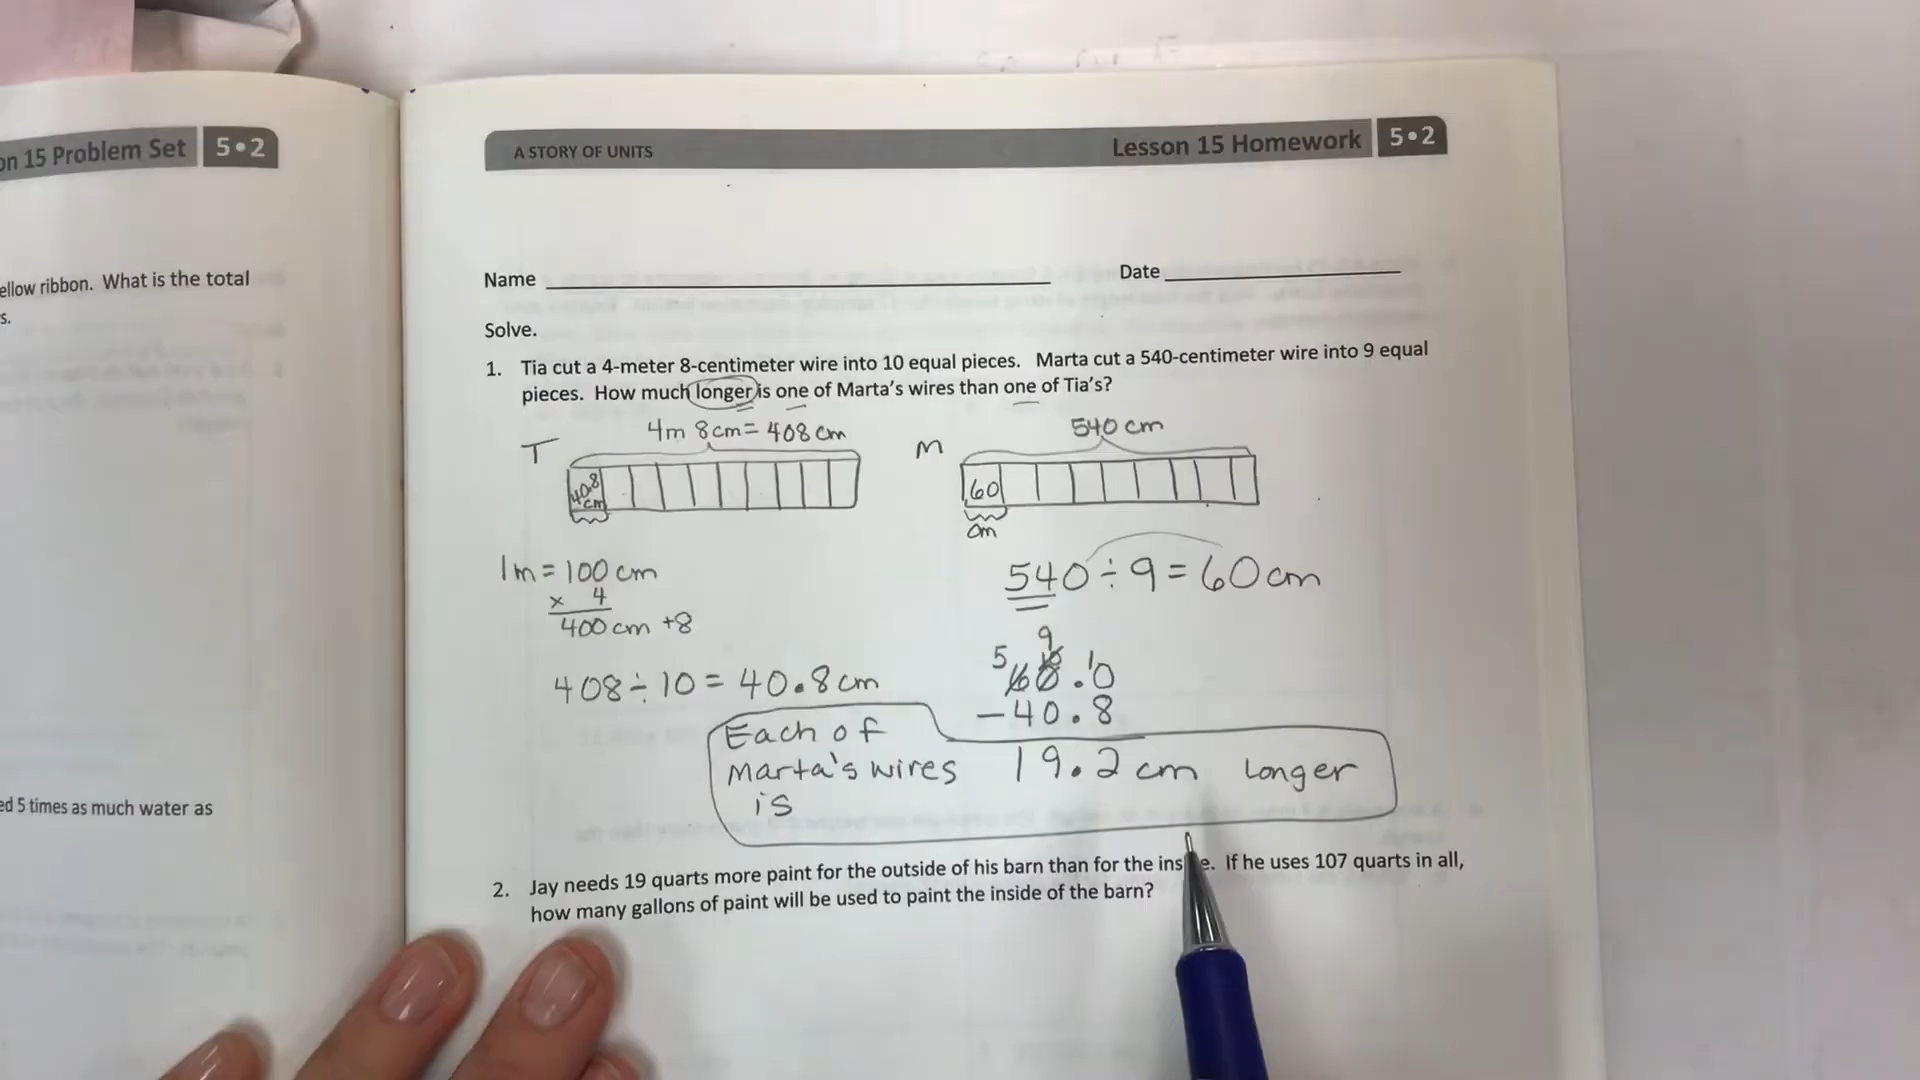 on 15 Problem Set 5•2
ellow ribbon. What is the total
s.
ed 5 times as much water as
A STORY OF UNITS Lesson 15 Homework 5•2
Name Date
Solve.
1. Tia cut a 4-meter 8-centimeter wire into 10 equal pieces. Marta cut a 540-centimeter wire into 9 equal
pieces. How much longer is one of Marta's wires than one of Tia's?
T 4m 8cm = 408 cm
40.8
cm
M 540 cm
60
cm
1m = 100 cm
x 4
400 cm +8
408 ÷ 10 = 40.8 cm
540 ÷ 9 = 60 cm
5 9 1
60.0
- 40.8
19.2 cm longer
Each of
Marta's wires
is
2. Jay needs 19 quarts more paint for the outside of his barn than for the ins e. If he uses 107 quarts in all,
how many gallons of paint will be used to paint the inside of the barn?